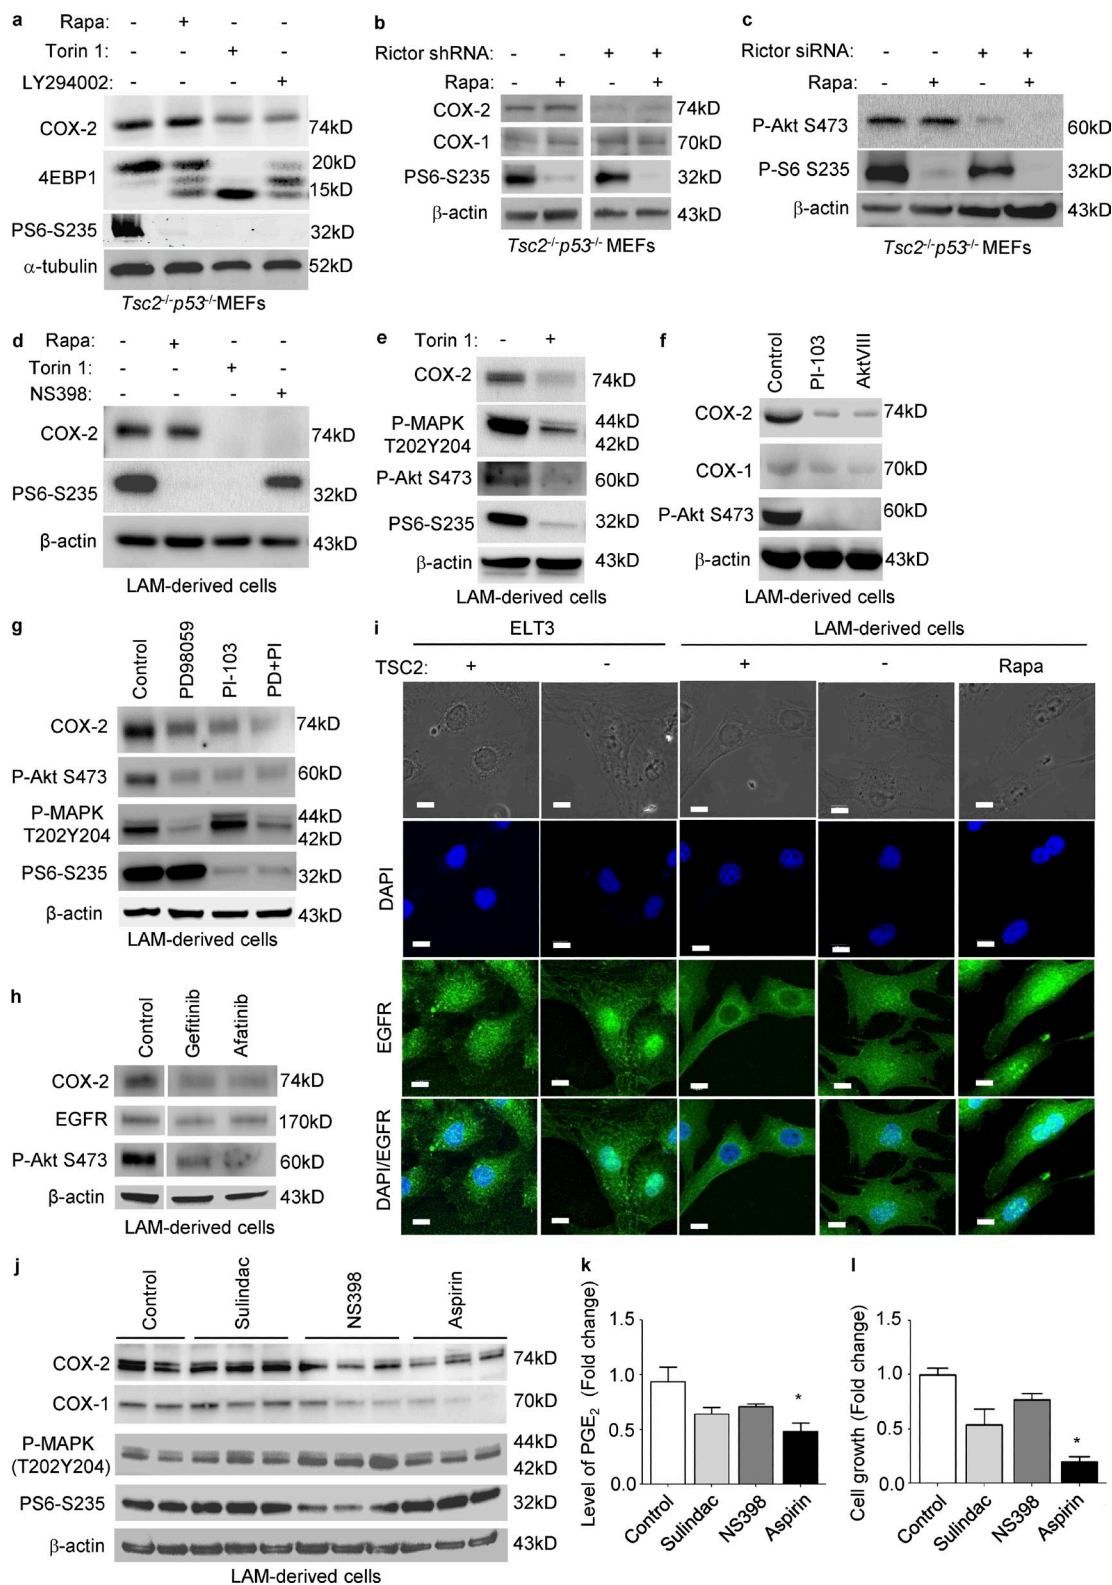 a
Rapa: - + - -
Torin 1: - - + -
LY294002: - - - +
COX-2 74kD
4EBP1 20kD
15kD
PS6-S235 32kD
α-tubulin 52kD
Tsc2-/-p53-/-MEFs
b
Rictor shRNA: - - + +
Rapa: - + - +
COX-2 74kD
COX-1 70kD
PS6-S235 32kD
β-actin 43kD
Tsc2-/-p53-/- MEFs
c
Rictor siRNA: - - + +
Rapa: - + - +
P-Akt S473 60kD
P-S6 S235 32kD
β-actin 43kD
Tsc2-/-p53-/- MEFs
d
Rapa: - + - -
Torin 1: - - + -
NS398: - - - +
COX-2 74kD
PS6-S235 32kD
β-actin 43kD
LAM-derived cells
e
Torin 1: - +
COX-2 74kD
P-MAPK 44kD
T202Y204 42kD
P-Akt S473 60kD
PS6-S235 32kD
β-actin 43kD
LAM-derived cells
f
Control PI-103 AktVIII
COX-2 74kD
COX-1 70kD
P-Akt S473 60kD
β-actin 43kD
LAM-derived cells
g
Control PD98059 PI-103 PD+PI
COX-2 74kD
P-Akt S473 60kD
P-MAPK 44kD
T202Y204 42kD
PS6-S235 32kD
β-actin 43kD
LAM-derived cells
h
Control Gefitinib Afatinib
COX-2 74kD
EGFR 170kD
P-Akt S473 60kD
β-actin 43kD
LAM-derived cells
i
ELT3 LAM-derived cells
TSC2: + - + - Rapa
DAPI
EGFR
DAPI/EGFR
j
Control Sulindac NS398 Aspirin
COX-2 74kD
COX-1 70kD
P-MAPK 44kD
(T202Y204) 42kD
PS6-S235 32kD
β-actin 43kD
LAM-derived cells
k
Level of PGE2 (Fold change)
1.5
1.0
0.5
0.0
*
Control Sulindac NS398 Aspirin
l
Cell growth (Fold change)
1.5
1.0
0.5
0.0
*
Control Sulindac NS398 Aspirin